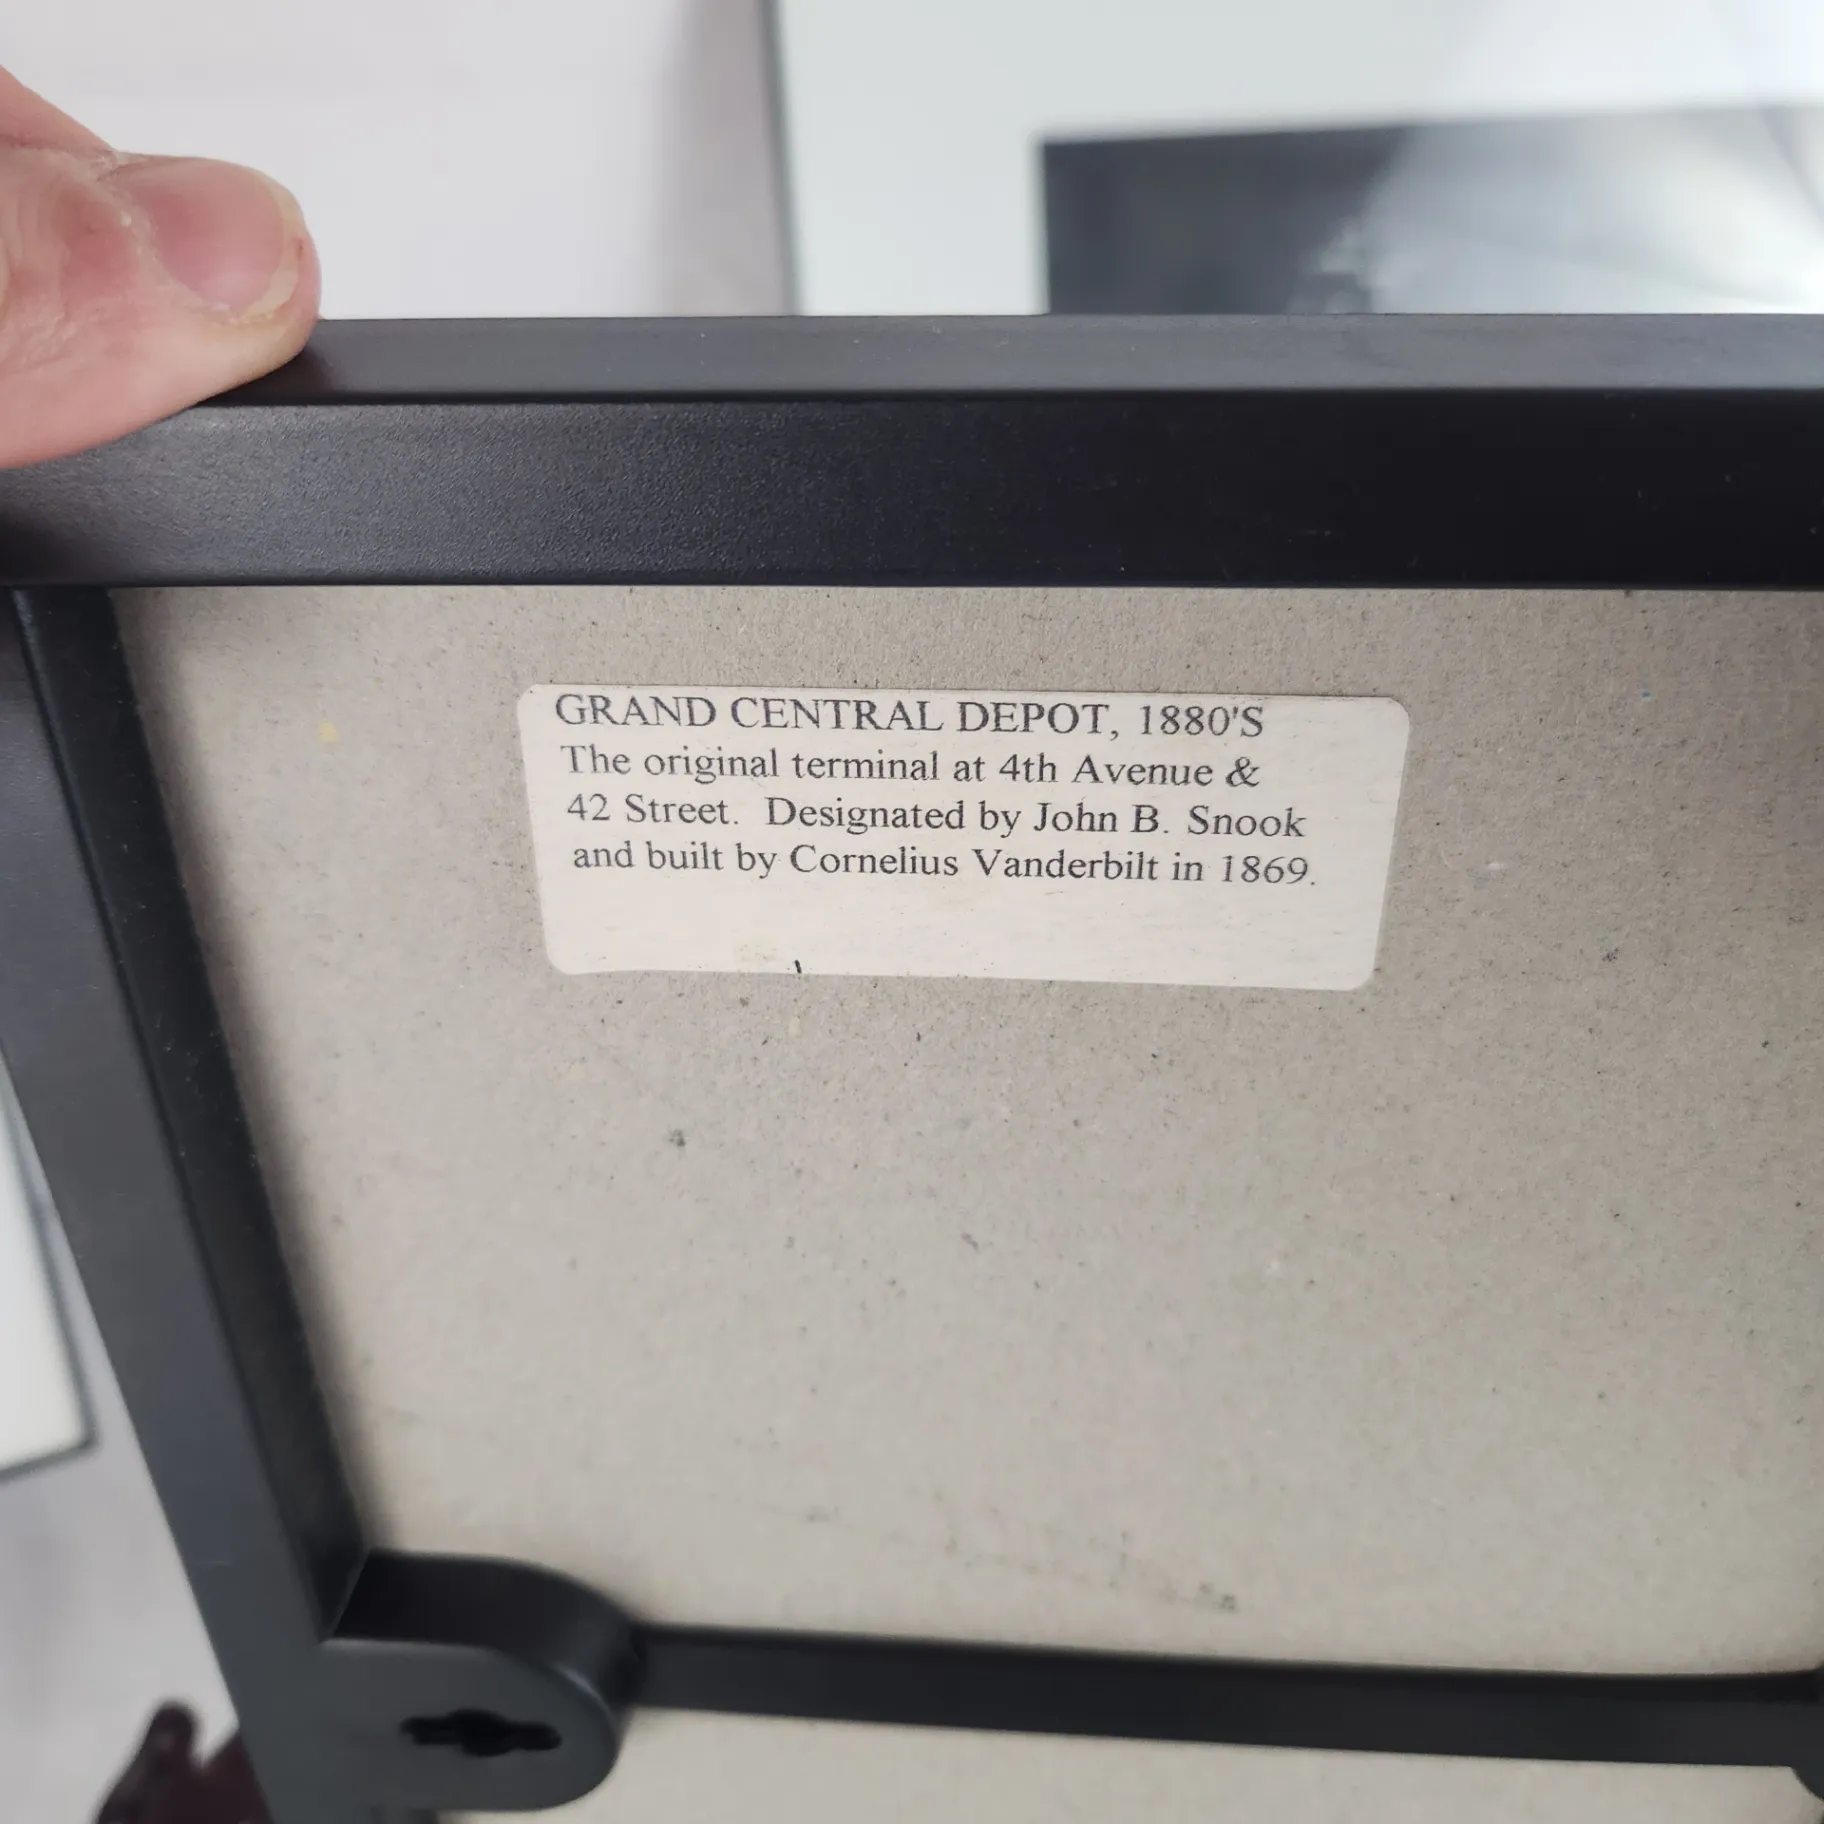 GRAND CENTRAL DEPOT, 1880'S
The original terminal at 4th Avenue &
42 Street.  Designated by John B. Snook
and built by Cornelius Vanderbilt in 1869.